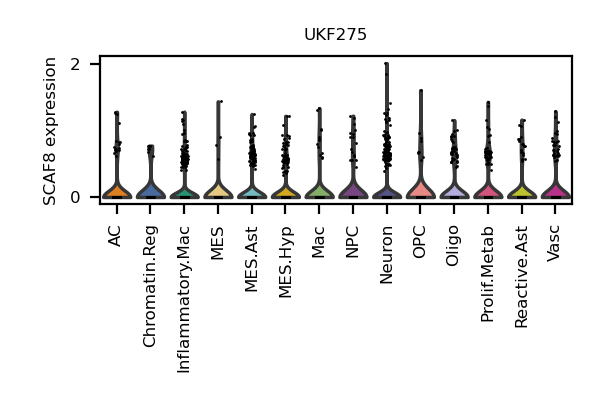 UKF275
SCAF8 expression
2
0
AC
Chromatin.Reg
Inflammatory.Mac
MES
MES.Ast
MES.Hyp
Mac
NPC
Neuron
OPC
Oligo
Prolif.Metab
Reactive.Ast
Vasc